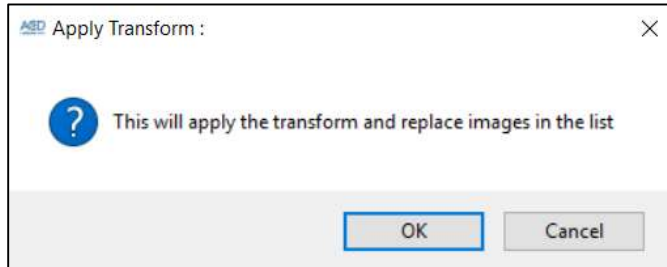 ASD Apply Transform :
This will apply the transform and replace images in the list
OK
Cancel